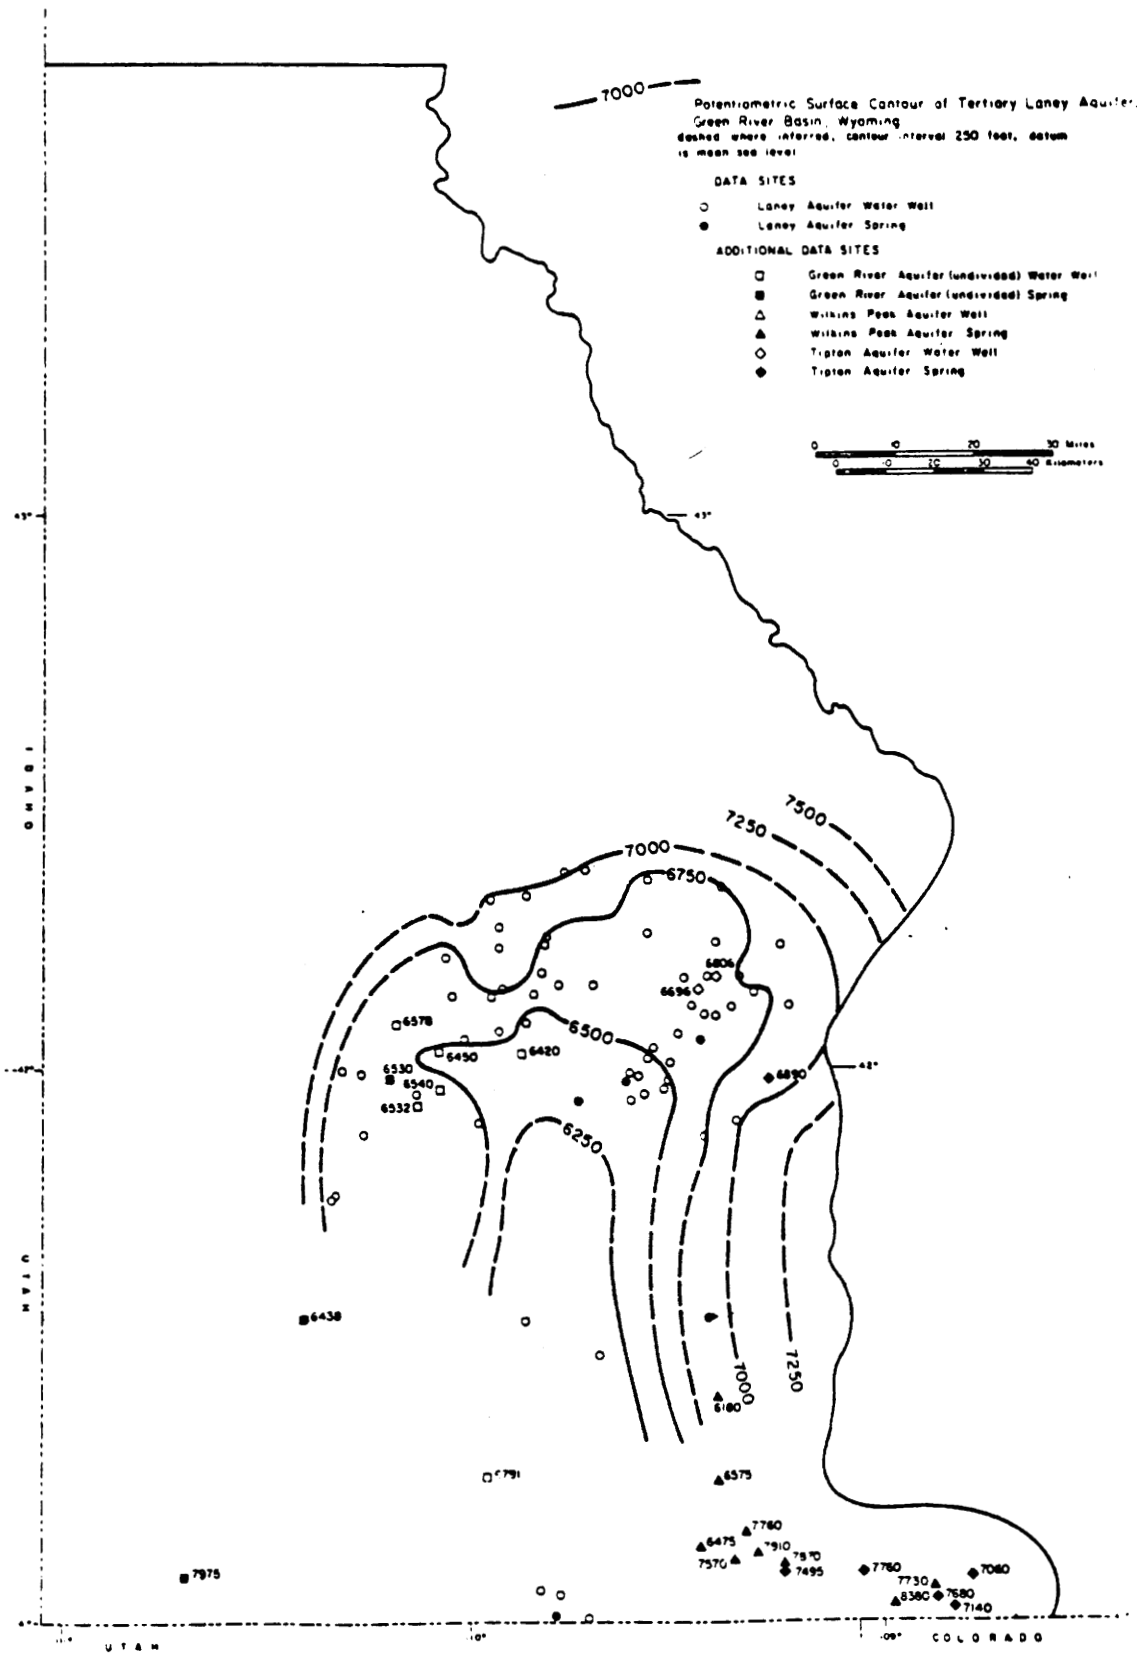 7000
Potentiometric Surface Contour of Tertiary Laney Aquifer,
Green River Basin, Wyoming
dashed where inferred, contour interval 250 feet, datum
is mean sea level
DATA SITES
Laney Aquifer Water Well
Laney Aquifer Spring
ADDITIONAL DATA SITES
Green River Aquifer (undivided) Water Well
Green River Aquifer (undivided) Spring
Wilkins Peak Aquifer Well
Wilkins Peak Aquifer Spring
Tipton Aquifer Water Well
Tipton Aquifer Spring
0 10 20 30 Miles
0 10 20 30 40 Kilometers
43°
43°
IDAHO
7500
7250
7000
6750
6806
6696
6578
6500
6450
6420
42°
6530
6540
6890
42°
6532
6250
UTAH
6438
7000
7250
6180
6791
6575
7760
6475
7910
7570
7570
7495
7760
7060
7975
7730
8380
7680
7140
UTAH
COLORADO